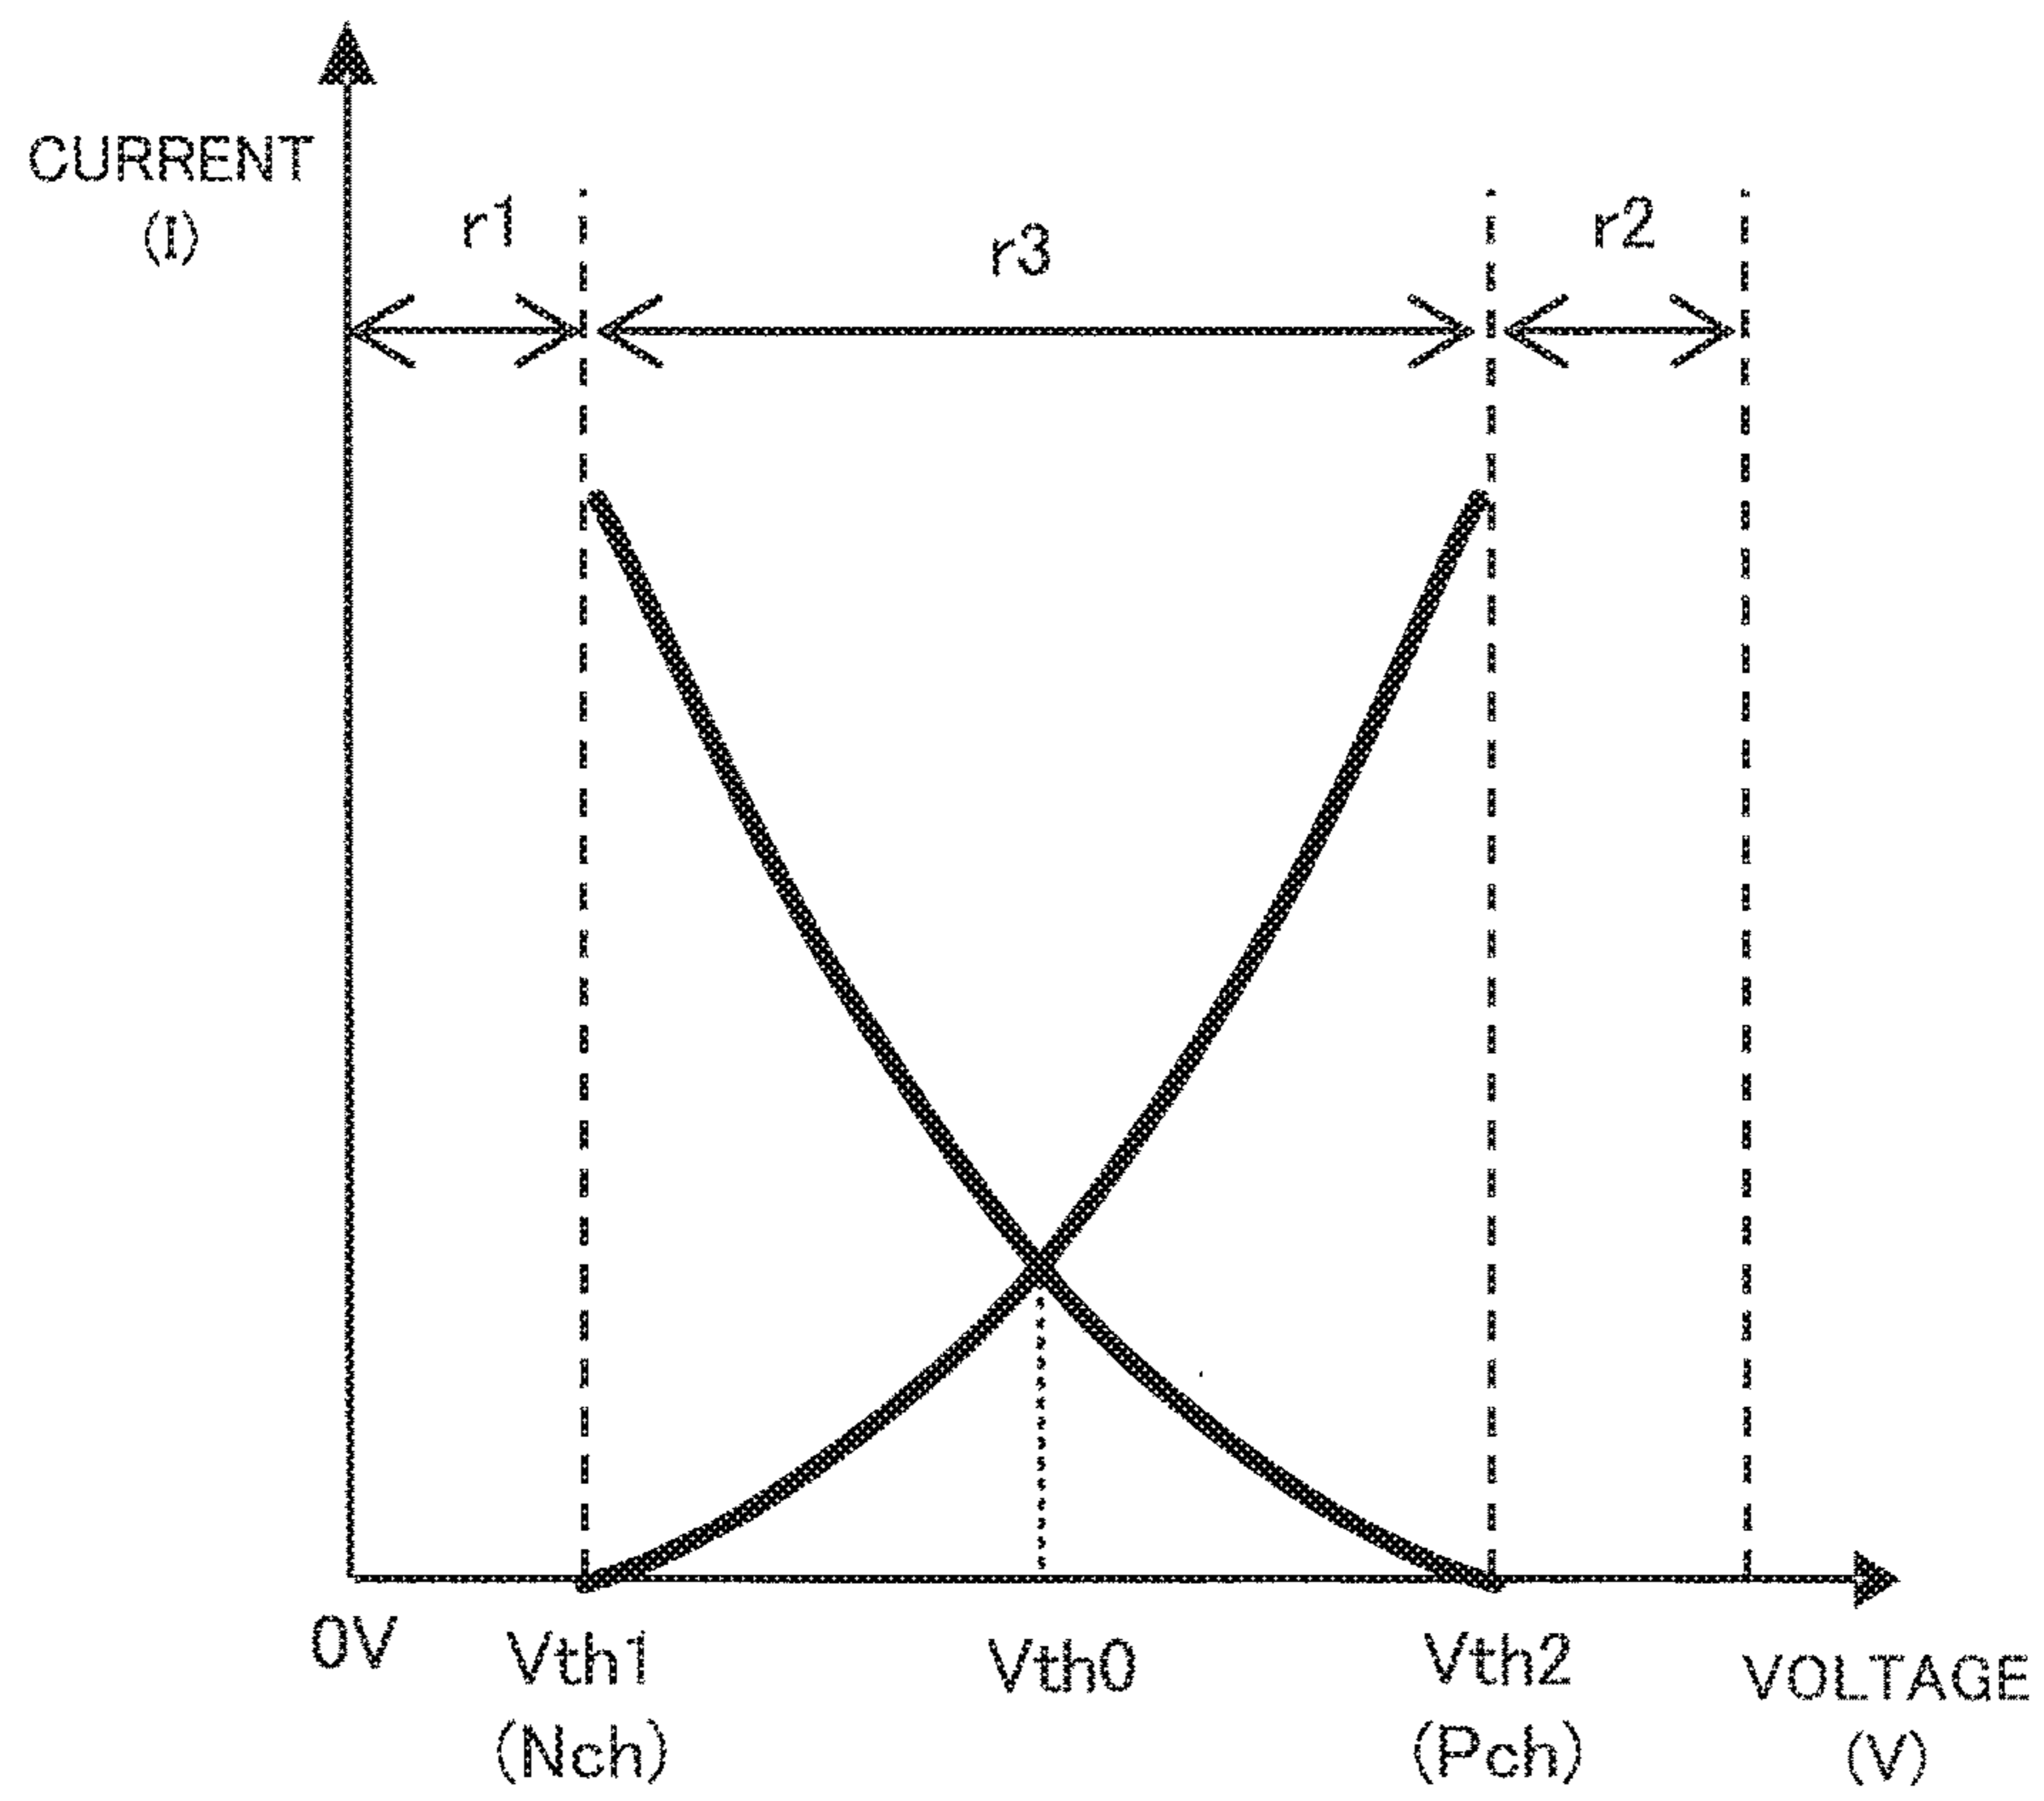 CURRENT
(I)
r1
r3
r2
0V
Vth1
(Nch)
Vth0
Vth2
(Pch)
VOLTAGE
(V)